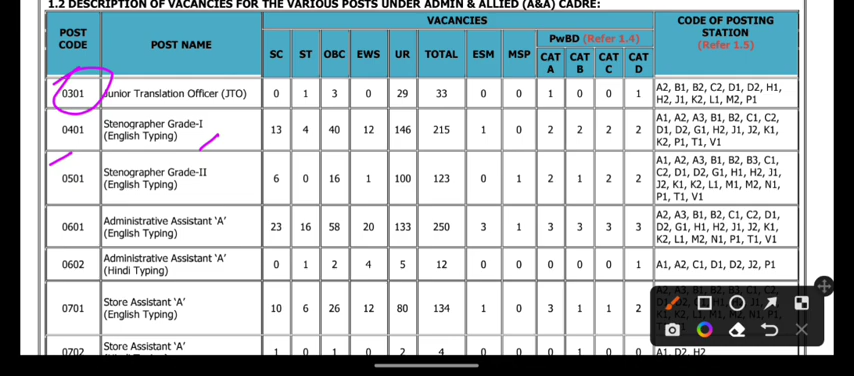 1.2 DESCRIPTION OF VACANCIES FOR THE VARIOUS POSTS UNDER ADMIN & ALLIED (A&A) CADRE:
POST CODE POST NAME VACANCIES CODE OF POSTING STATION (Refer 1.5)
SC ST OBC EWS UR TOTAL ESM MSP PwBD (Refer 1.4)
CAT A CAT B CAT C CAT D
0301 Junior Translation Officer (JTO) 0 1 3 0 29 33 0 0 1 0 0 1 A2, B1, B2, C2, D1, D2, H1,
H2, J1, K2, L1, M2, P1
0401 Stenographer Grade-I (English Typing) 13 4 40 12 146 215 1 0 2 2 2 2 A1, A2, A3, B1, B2, C1, C2,
D1, D2, G1, H2, J1, J2, K1,
K2, P1, T1, V1
0501 Stenographer Grade-II (English Typing) 6 0 16 1 100 123 0 1 2 1 2 2 A1, A2, A3, B1, B2, B3, C1,
C2, D1, D2, G1, H1, H2, J1,
J2, K1, K2, L1, M1, M2, N1,
P1, T1, V1
0601 Administrative Assistant ‘A’ (English Typing) 23 16 58 20 133 250 3 1 3 3 3 3 A2, A3, B1, B2, C1, C2, D1,
D2, G1, H1, H2, J1, J2, K1,
K2, L1, M2, N1, P1, T1, V1
0602 Administrative Assistant ‘A’ (Hindi Typing) 0 1 2 4 5 12 0 0 0 0 0 1 A1, A2, C1, D1, D2, J2, P1
0701 Store Assistant ‘A’ (English Typing) 10 6 26 12 80 134 1 0 3 1 1 2
0702 Store Assistant ‘A’ 1 0 1 0 2 4 0 0 0 1 0 0 A1, D2, H2